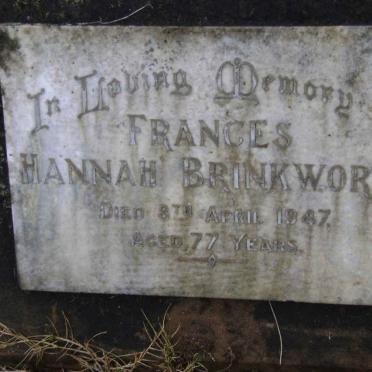 In Loving Memory
FRANCES
HANNAH BRINKWOR
DIED 8TH APRIL 1947.
AGED 77 YEARS.